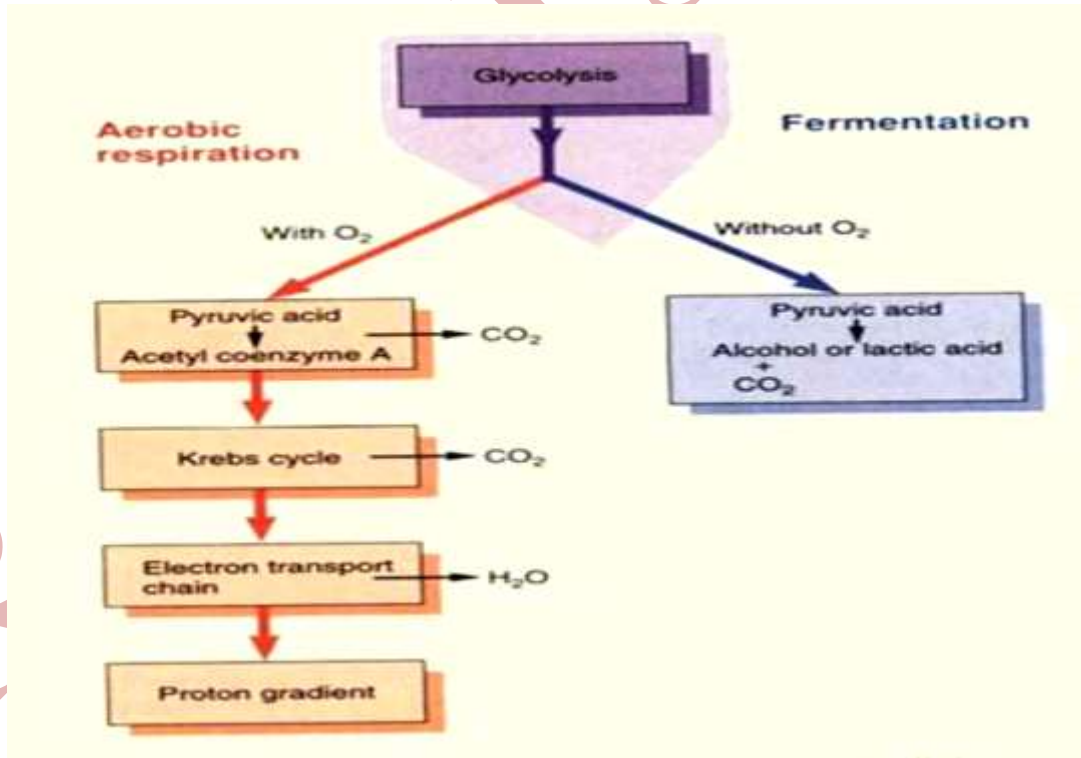 Glycolysis
Aerobic
respiration
Fermentation
With O₂
Without O₂
Pyruvic acid
Acetyl coenzyme A
CO₂
Pyruvic acid
Alcohol or lactic acid
+
CO₂
Krebs cycle
CO₂
Electron transport
chain
H₂O
Proton gradient